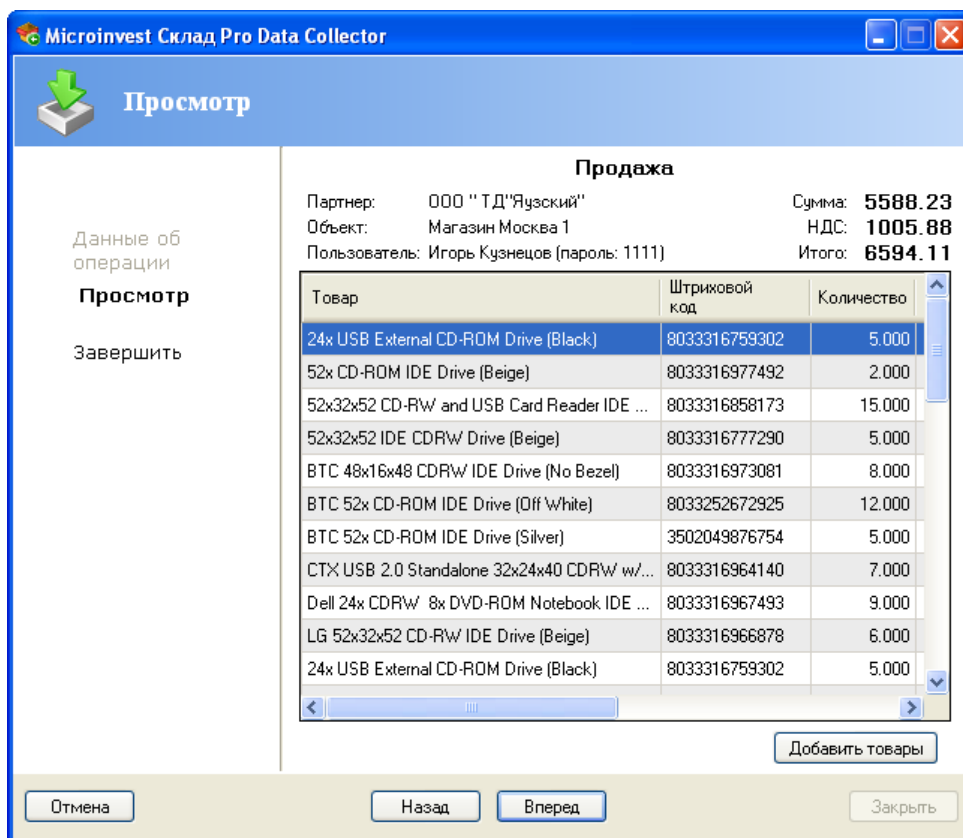 Microinvest Склад Pro Data Collector
Просмотр
Данные об
операции
Просмотр
Завершить
Продажа
Партнер: ООО "ТД"Яузский" Сумма: 5588.23
Объект: Магазин Москва 1 НДС: 1005.88
Пользователь: Игорь Кузнецов (пароль: 1111) Итого: 6594.11
Товар Штриховой код Количество
24x USB External CD-ROM Drive (Black) 8033316759302 5.000
52x CD-ROM IDE Drive (Beige) 8033316977492 2.000
52x32x52 CD-RW and USB Card Reader IDE ... 8033316858173 15.000
52x32x52 IDE CDRW Drive (Beige) 8033316777290 5.000
BTC 48x16x48 CDRW IDE Drive (No Bezel) 8033316973081 8.000
BTC 52x CD-ROM IDE Drive (Off White) 8033252672925 12.000
BTC 52x CD-ROM IDE Drive (Silver) 3502049876754 5.000
CTX USB 2.0 Standalone 32x24x40 CDRW w/... 8033316964140 7.000
Dell 24x CDRW 8x DVD-ROM Notebook IDE ... 8033316967493 9.000
LG 52x32x52 CD-RW IDE Drive (Beige) 8033316966878 6.000
24x USB External CD-ROM Drive (Black) 8033316759302 5.000
Добавить товары
Отмена Назад Вперед Закрыть